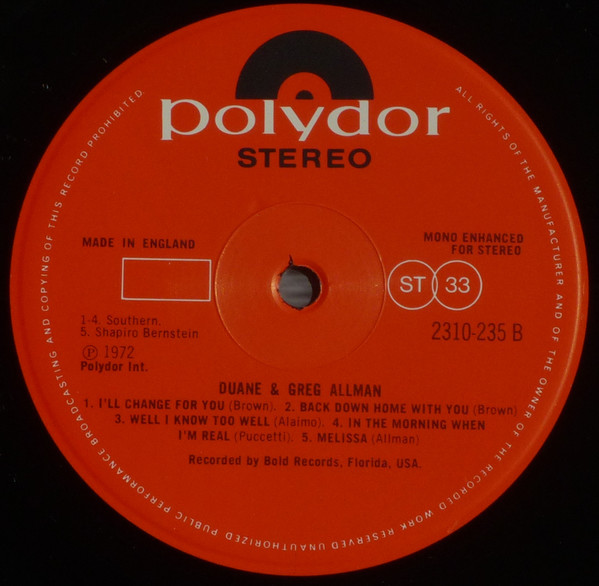 polydor
STEREO
ALL RIGHTS OF THE MANUFACTURER AND OF THE OWNER OF THE RECORDED WORK RESERVED UNAUTHORIZED PUBLIC PERFORMANCE BROADCASTING AND COPYING OF THIS RECORD PROHIBITED.
MADE IN ENGLAND
MONO ENHANCED
FOR STEREO
ST 33
1-4. Southern.
5. Shapiro Bernstein.
2310-235 B
Ⓟ 1972
Polydor Int.
DUANE & GREG ALLMAN
1. I'LL CHANGE FOR YOU (Brown). 2. BACK DOWN HOME WITH YOU (Brown)
3. WELL I KNOW TOO WELL (Alaimo). 4. IN THE MORNING WHEN
I'M REAL (Puccetti). 5. MELISSA (Allman)
Recorded by Bold Records, Florida, USA.